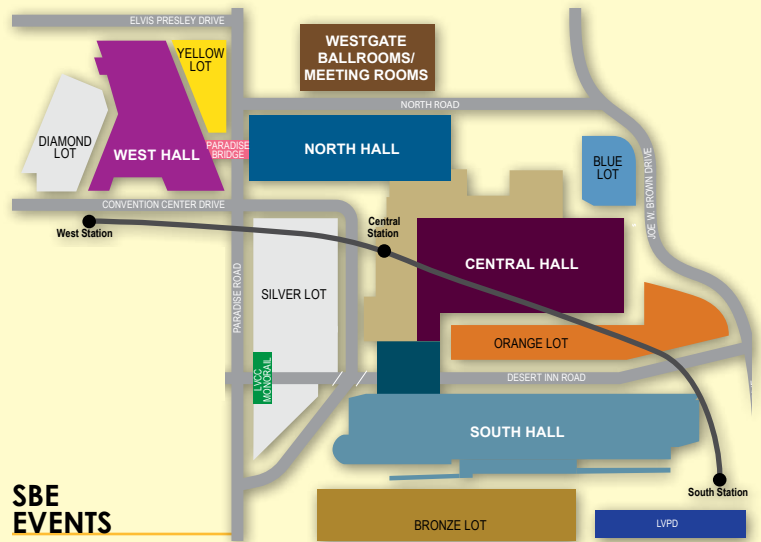 ELVIS PRESLEY DRIVE
YELLOW
LOT
WESTGATE
BALLROOMS/
MEETING ROOMS
NORTH ROAD
DIAMOND
LOT
WEST HALL
PARADISE
BRIDGE
NORTH HALL
BLUE
LOT
JOE W. BROWN DRIVE
CONVENTION CENTER DRIVE
West Station
Central
Station
CENTRAL HALL
PARADISE ROAD
SILVER LOT
ORANGE LOT
LVCC
MONORAIL
DESERT INN ROAD
SOUTH HALL
South Station
SBE
EVENTS
BRONZE LOT
LVPD